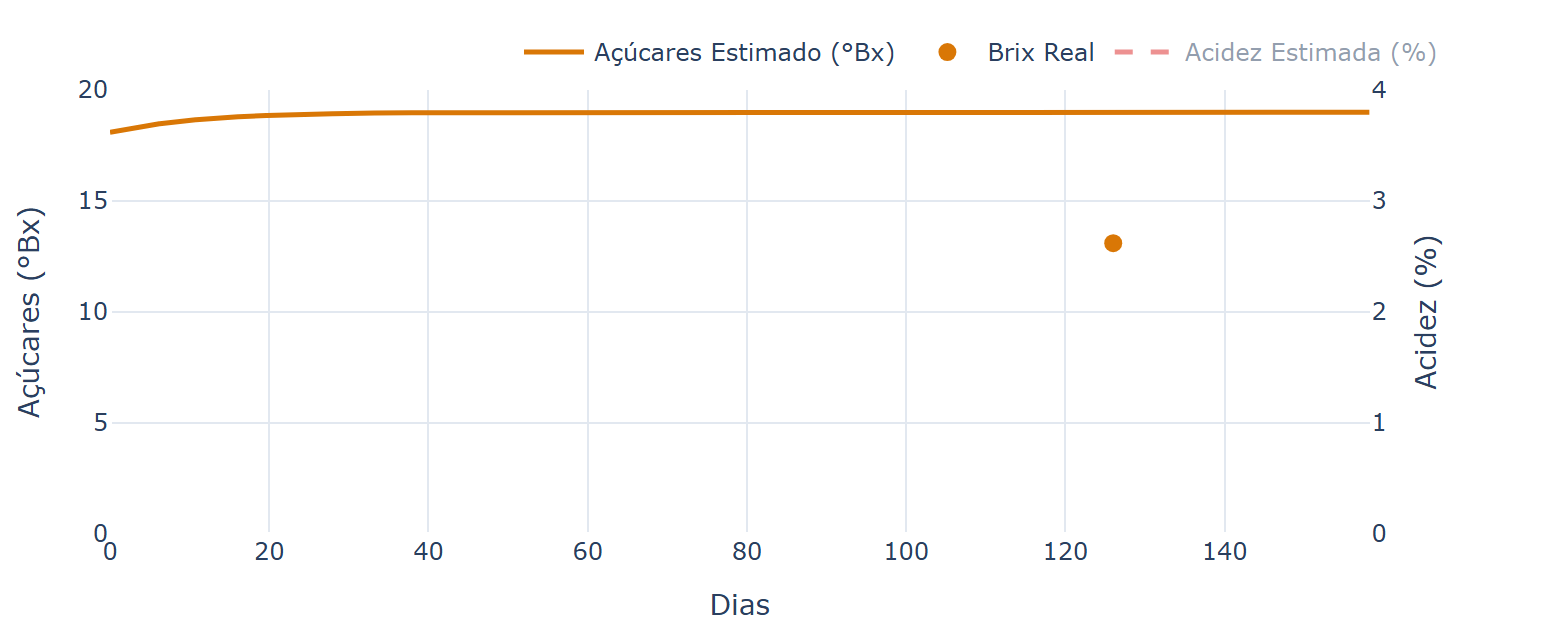 Açúcares Estimado (°Bx) Brix Real Acidez Estimada (%)
20 4
15 3
10 2
5 1
0 0
Açúcares (°Bx)
Acidez (%)
0 20 40 60 80 100 120 140
Dias